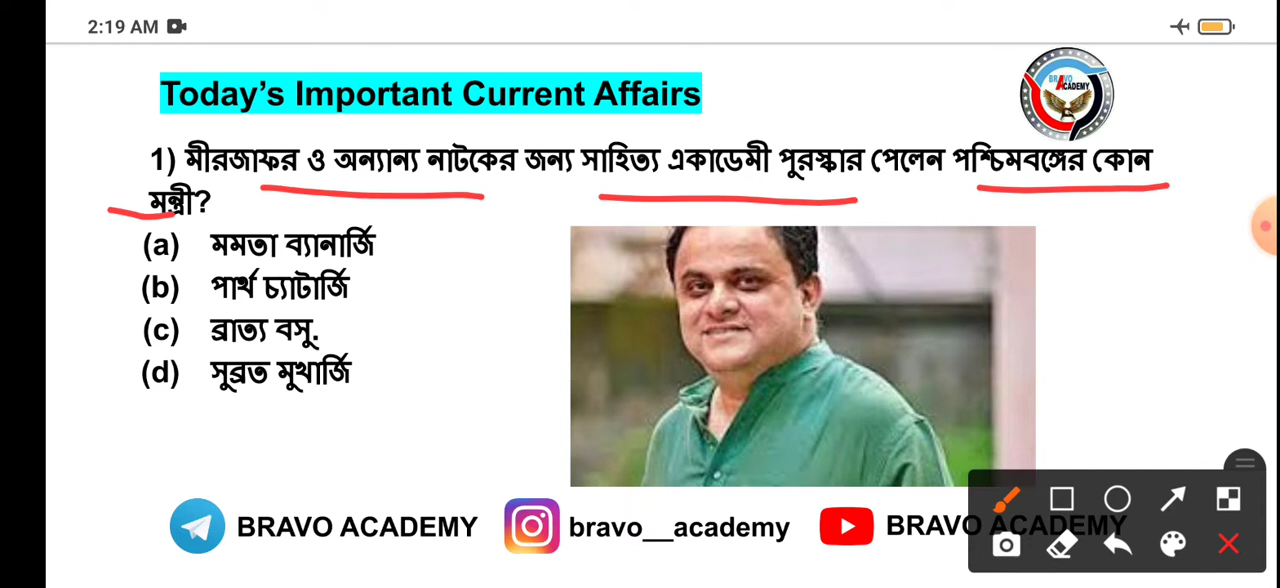 2:19 AM
Today's Important Current Affairs
BRAVO
ACADEMY
1) মীরজাফর ও অন্যান্য নাটকের জন্য সাহিত্য একাডেমী পুরস্কার পেলেন পশ্চিমবঙ্গের কোন
মন্ত্রী?
(a) মমতা ব্যানার্জি
(b) পার্থ চ্যাটার্জি
(c) ব্রাত্য বসু.
(d) সুব্রত মুখার্জি
BRAVO ACADEMY bravo__academy BRAVO ACADEMY